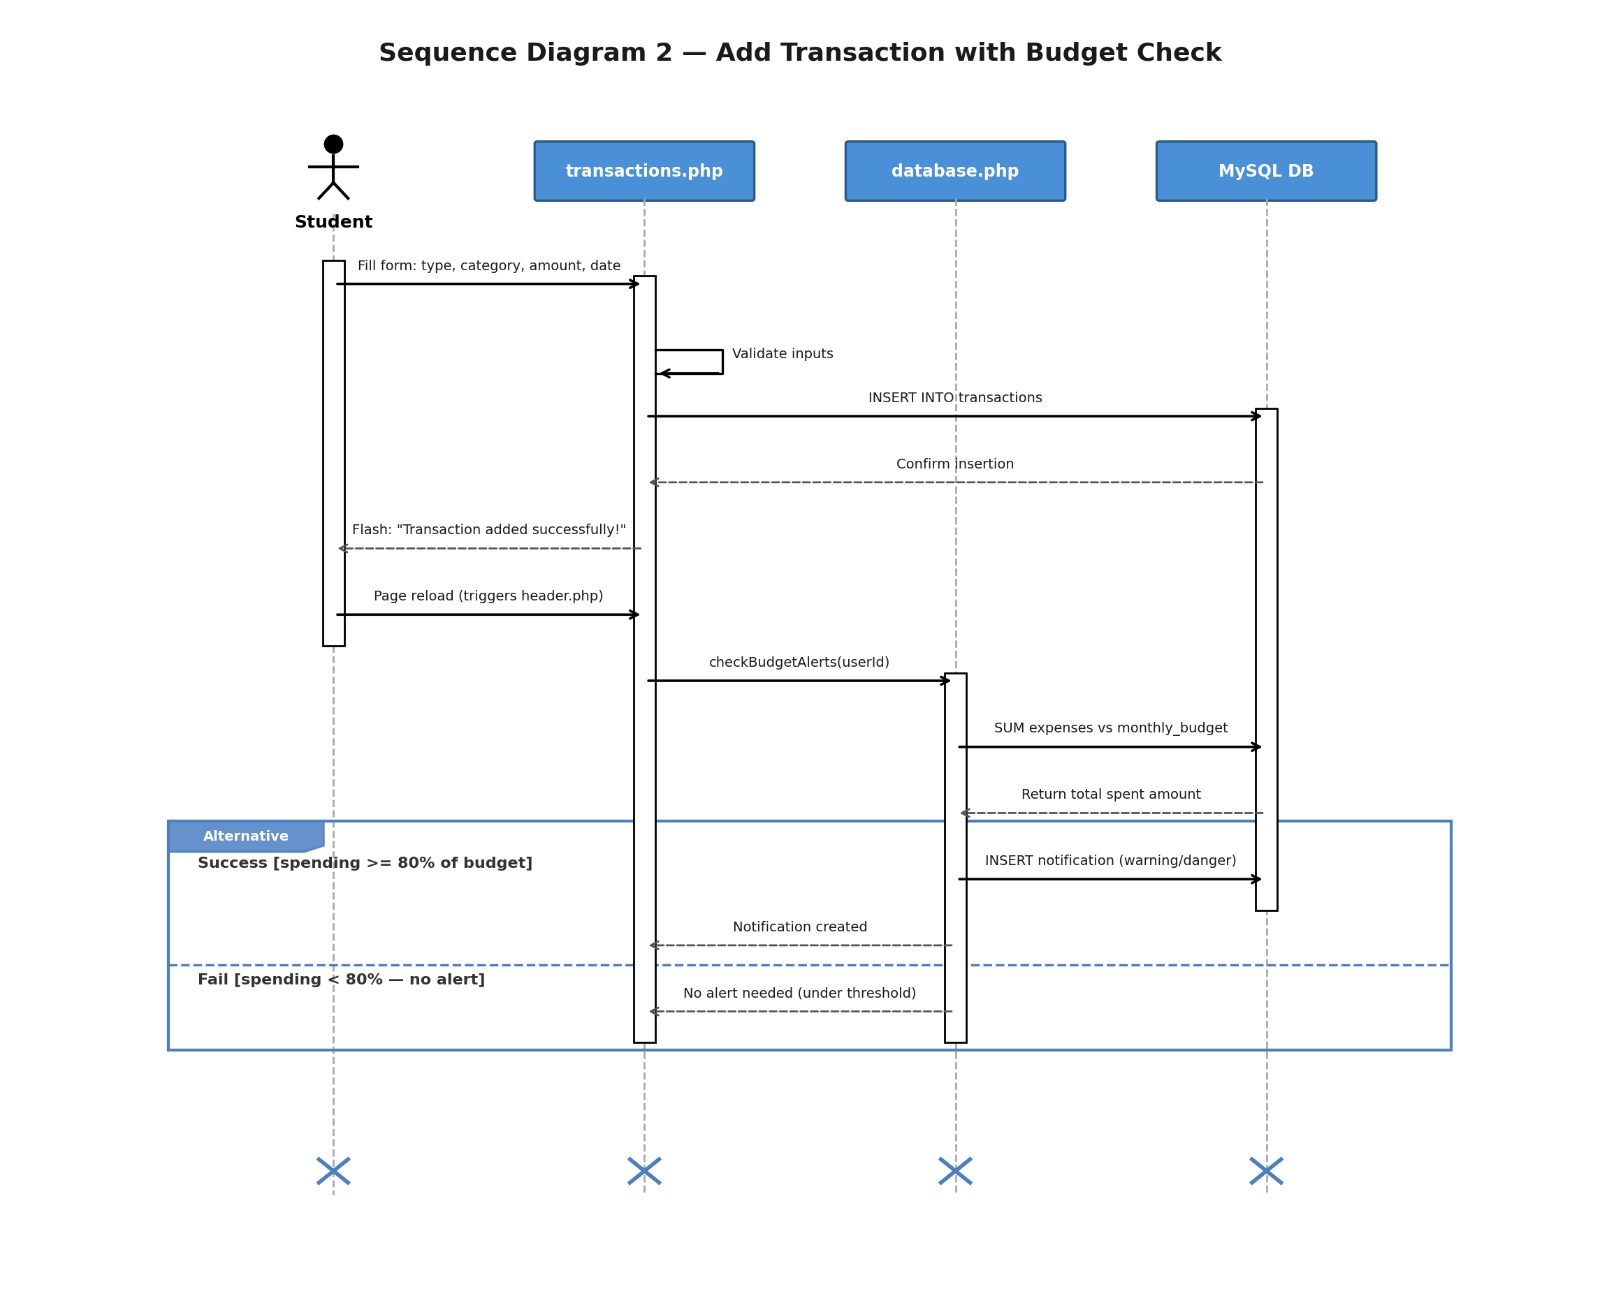 Sequence Diagram 2 — Add Transaction with Budget Check
Student
transactions.php
database.php
MySQL DB
Fill form: type, category, amount, date
Validate inputs
INSERT INTO transactions
Confirm insertion
Flash: "Transaction added successfully!"
Page reload (triggers header.php)
checkBudgetAlerts(userId)
SUM expenses vs monthly_budget
Return total spent amount
Alternative
Success [spending >= 80% of budget]
INSERT notification (warning/danger)
Notification created
Fail [spending < 80% — no alert]
No alert needed (under threshold)